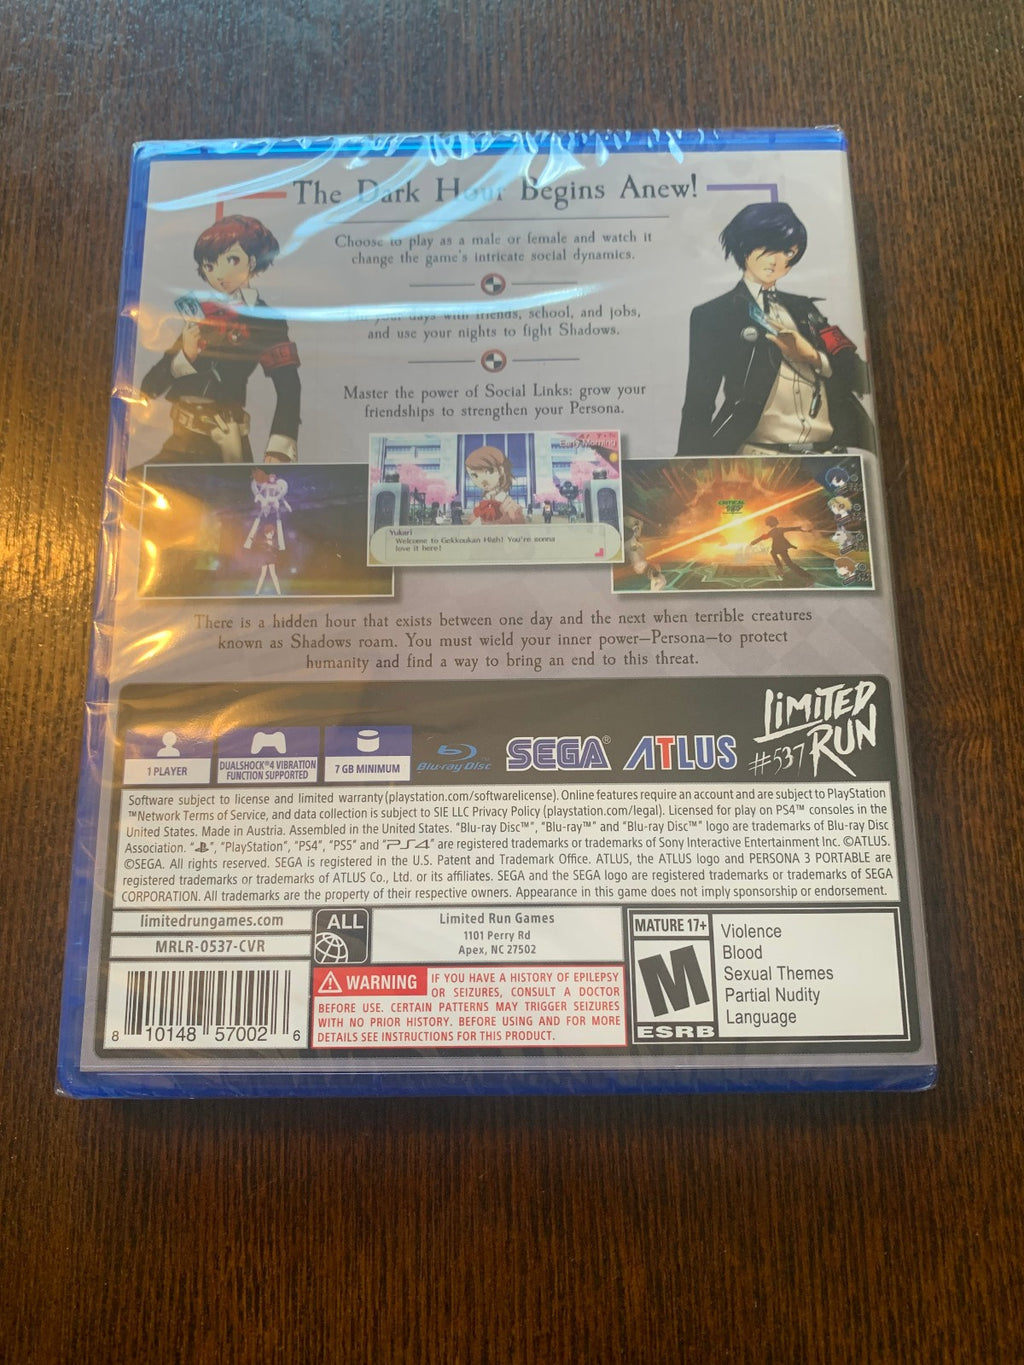 The Dark Hour Begins Anew!
Choose to play as a male or female and watch it
change the game's intricate social dynamics.
your days with friends, school, and jobs,
and use your nights to fight Shadows.
Master the power of Social Links: grow your
friendships to strengthen your Persona.
Early Morning
Yukari
Welcome to Gekkoukan High! You're gonna
love it here!
CRITICAL
There is a hidden hour that exists between one day and the next when terrible creatures
known as Shadows roam. You must wield your inner power—Persona—to protect
humanity and find a way to bring an end to this threat.
1 PLAYER
DUALSHOCK®4 VIBRATION
FUNCTION SUPPORTED
7 GB MINIMUM
Blu-ray Disc™
SEGA®
ATLUS
LIMITED
RUN
#537
Software subject to license and limited warranty (playstation.com/softwarelicense). Online features require an account and are subject to PlayStation
™Network Terms of Service, and data collection is subject to SIE LLC Privacy Policy (playstation.com/legal). Licensed for play on PS4™ consoles in the
United States. Made in Austria. Assembled in the United States. "Blu-ray Disc™", "Blu-ray™" and "Blu-ray Disc™" logo are trademarks of Blu-ray Disc
Association. "PS", "PlayStation", "PS4", "PS5" and "PS4" are registered trademarks or trademarks of Sony Interactive Entertainment Inc. ©ATLUS.
©SEGA. All rights reserved. SEGA is registered in the U.S. Patent and Trademark Office. ATLUS, the ATLUS logo and PERSONA 3 PORTABLE are
registered trademarks or trademarks of ATLUS Co., Ltd. or its affiliates. SEGA and the SEGA logo are registered trademarks or trademarks of SEGA
CORPORATION. All trademarks are the property of their respective owners. Appearance in this game does not imply sponsorship or endorsement.
limitedrungames.com
MRLR-0537-CVR
8 10148 57002 6
ALL
Limited Run Games
1101 Perry Rd
Apex, NC 27502
WARNING IF YOU HAVE A HISTORY OF EPILEPSY
OR SEIZURES, CONSULT A DOCTOR
BEFORE USE. CERTAIN PATTERNS MAY TRIGGER SEIZURES
WITH NO PRIOR HISTORY. BEFORE USING AND FOR MORE
DETAILS SEE INSTRUCTIONS FOR THIS PRODUCT.
MATURE 17+
M
ESRB
Violence
Blood
Sexual Themes
Partial Nudity
Language